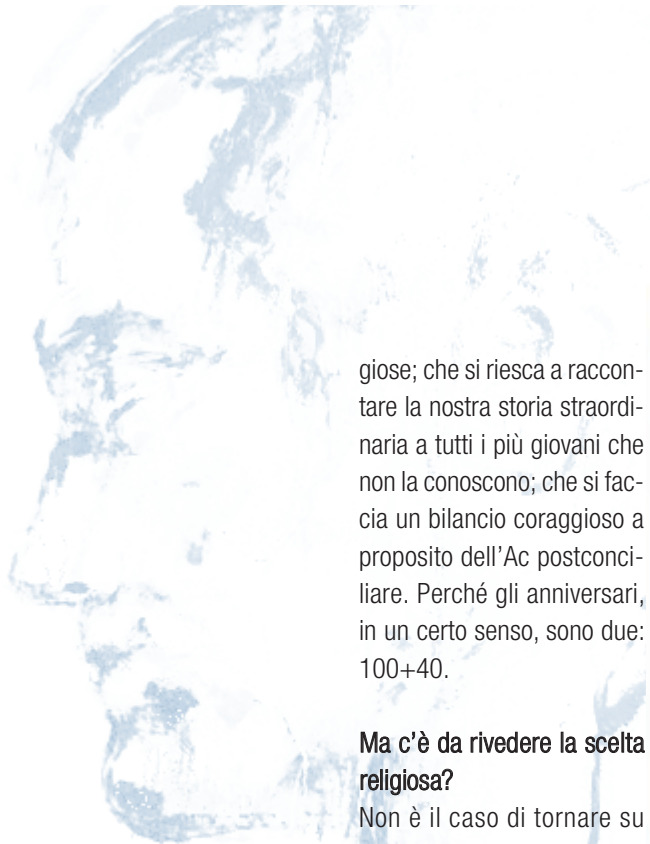 giose; che si riesca a raccon-
tare la nostra storia straordi-
naria a tutti i più giovani che
non la conoscono; che si fac-
cia un bilancio coraggioso a
proposito dell'Ac postconci-
liare. Perché gli anniversari,
in un certo senso, sono due:
100+40.
Ma c'è da rivedere la scelta
religiosa?
Non è il caso di tornare su